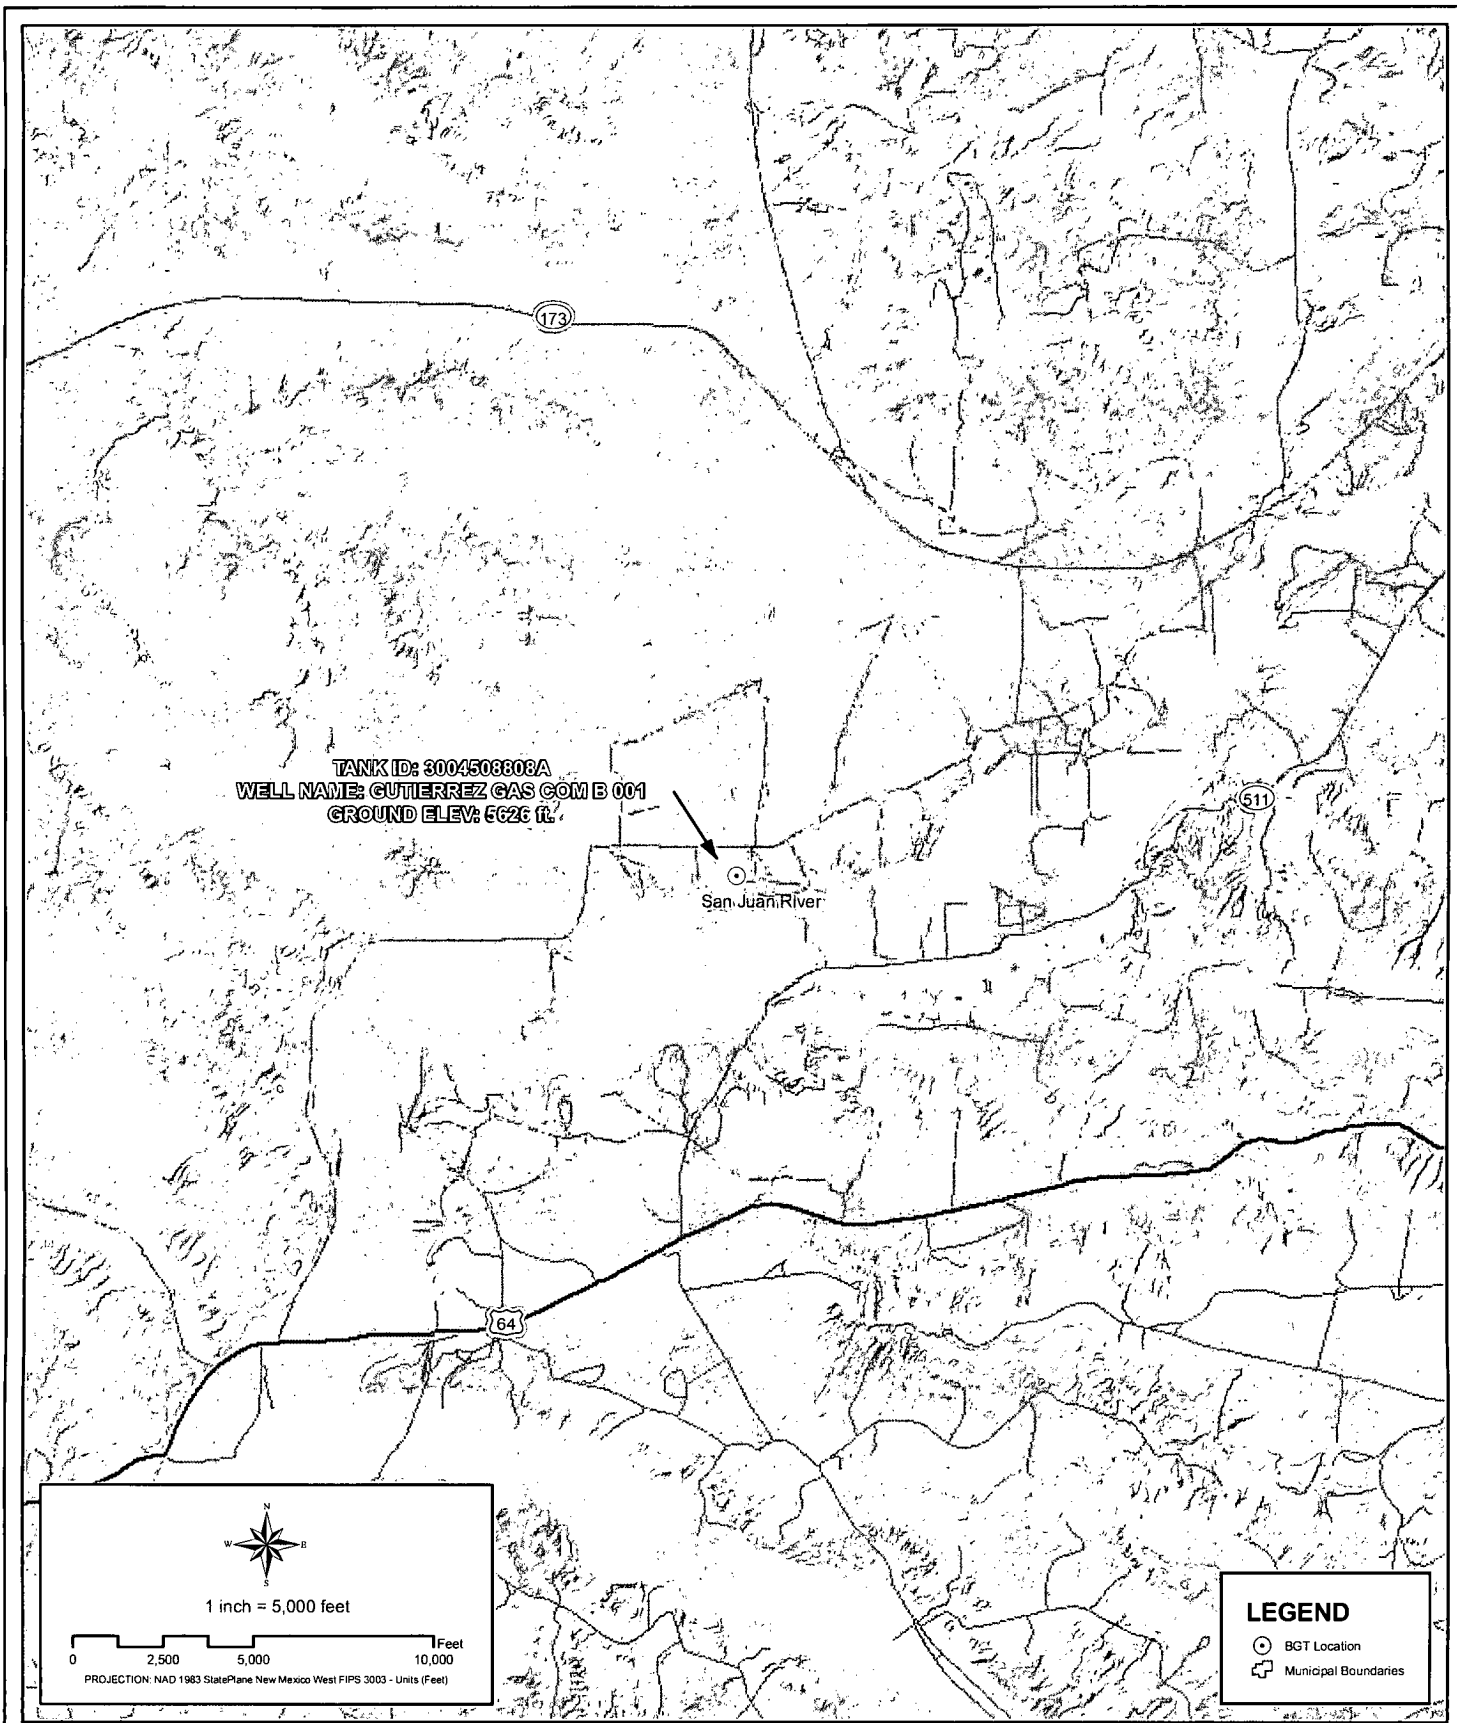 173
TANK ID: 3004508808A
WELL NAME: GUTIERREZ GAS COM B 001
GROUND ELEV: 5626 ft.
511
San Juan River
64
N
W E
S
1 inch = 5,000 feet
Feet
0 2,500 5,000 10,000
PROJECTION: NAD 1983 StatePlane New Mexico West FIPS 3003 - Units (Feet)
LEGEND
BGT Location
Municipal Boundaries